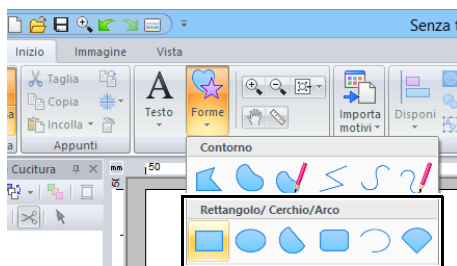 Senza t
Inizio Immagine Vista
Taglia
Copia
Incolla
Appunti
A
Testo
Forme
Importa
motivi
Disponi
a
a
Contorno
Cucitura
mm
50
Rettangolo/ Cerchio/Arco